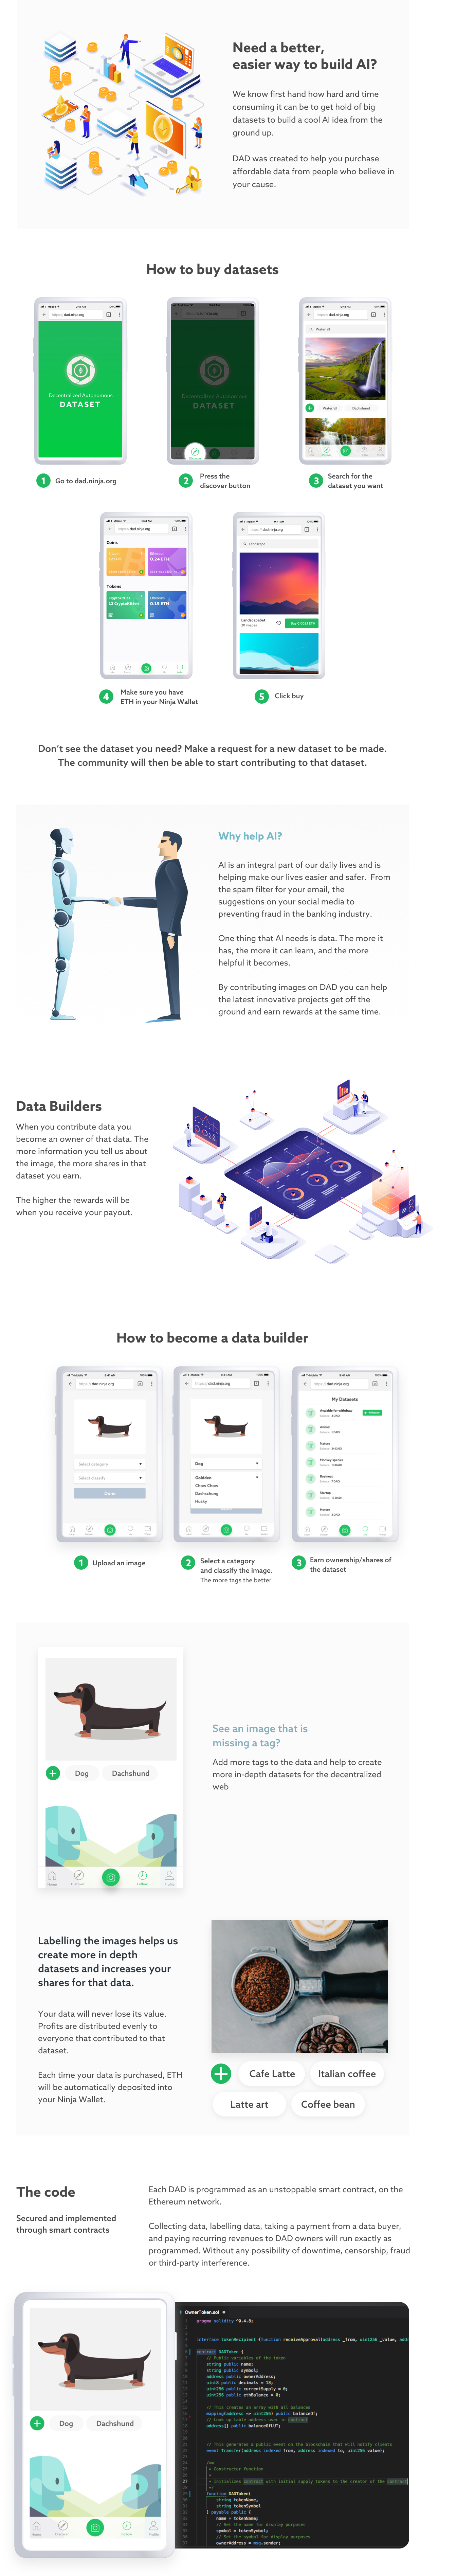 Need a better,
easier way to build AI?
We know first hand how hard and time
consuming it can be to get hold of big
datasets to build a cool AI idea from the
ground up.
DAD was created to help you purchase
affordable data from people who believe in
your cause.
How to buy datasets
Decentralized Autonomous
DATASET
Decentralized Autonomous
DATASET
Waterfall
Waterfall
Dachshund
1 Go to dad.ninja.org
2 Press the
discover button
3 Search for the
dataset you want
Coins
Tokens
Landscape
4 Make sure you have
ETH in your Ninja Wallet
5 Click buy
Don't see the dataset you need? Make a request for a new dataset to be made.
The community will then be able to start contributing to that dataset.
Why help AI?
AI is an integral part of our daily lives and is
helping make our lives easier and safer. From
the spam filter for your email, the
suggestions on your social media to
preventing fraud in the banking industry.
One thing that AI needs is data. The more it
has, the more it can learn, and the more
helpful it becomes.
By contributing images on DAD you can help
the latest innovative projects get off the
ground and earn rewards at the same time.
Data Builders
When you contribute data you
become an owner of that data. The
more information you tell us about
the image, the more shares in that
dataset you earn.
The higher the rewards will be
when you receive your payout.
How to become a data builder
Select category
Select classify
Done
Dog
Goldden
Chow Chow
Dashschung
Husky
My Datasets
1 Upload an image
2 Select a category
and classify the image.
The more tags the better
3 Earn ownership/shares of
the dataset
Dog
Dachshund
See an image that is
missing a tag?
Add more tags to the data and help to create
more in-depth datasets for the decentralized
web
Labelling the images helps us
create more in depth
datasets and increases your
shares for that data.
Your data will never lose its value.
Profits are distributed evenly to
everyone that contributed to that
dataset.
Each time your data is purchased, ETH
will be automatically deposited into
your Ninja Wallet.
Cafe Latte
Italian coffee
Latte art
Coffee bean
The code
Secured and implemented
through smart contracts
Each DAD is programmed as an unstoppable smart contract, on the
Ethereum network.
Collecting data, labelling data, taking a payment from a data buyer,
and paying recurring revenues to DAD owners will run exactly as
programmed. Without any possibility of downtime, censorship, fraud
or third-party interference.
Dog
Dachshund
OwnerToken.sol
pragma solidity ^0.4.8;
contract DADToken {
// Public variables of the token
string public name;
string public symbol;
address public ownerAddress;
uint8 public decimals = 18;
uint256 public currentSupply = 0;
uint256 public ethBalance = 0;
// This creates an array with all balances
mapping(address => uint256) public balanceOf;
// Look up table address user in contract
address[] public balanceOfLUT;
// This generates a public event on the blockchain that will notify clients
event Transfer(address indexed from, address indexed to, uint256 value);
/**
* Constructor function
*
* Initializes contract with initial supply tokens to the creator of the contract
*/
function DADToken(
string tokenName,
string tokenSymbol
) payable public {
name = tokenName;
// Set the name for display purposes
symbol = tokenSymbol;
// Set the symbol for display purposes
ownerAddress = msg.sender;